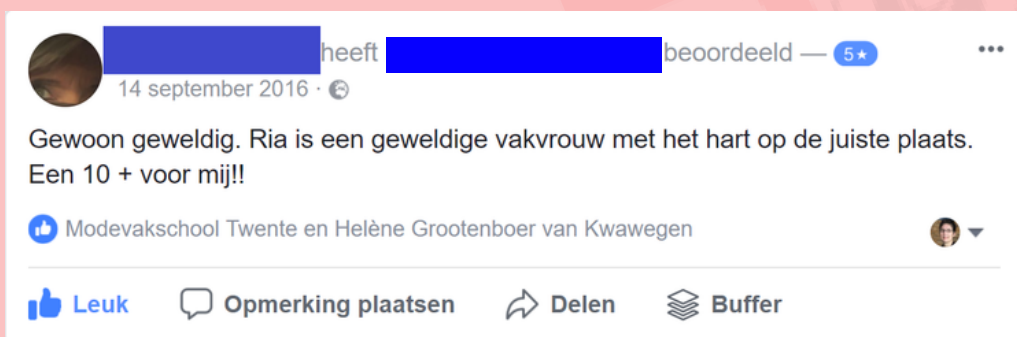 heeft beoordeeld — 5★
14 september 2016 ·
Gewoon geweldig. Ria is een geweldige vakvrouw met het hart op de juiste plaats.
Een 10 + voor mij!!
Modevakschool Twente en Helène Grootenboer van Kwawegen
Leuk Opmerking plaatsen Delen Buffer